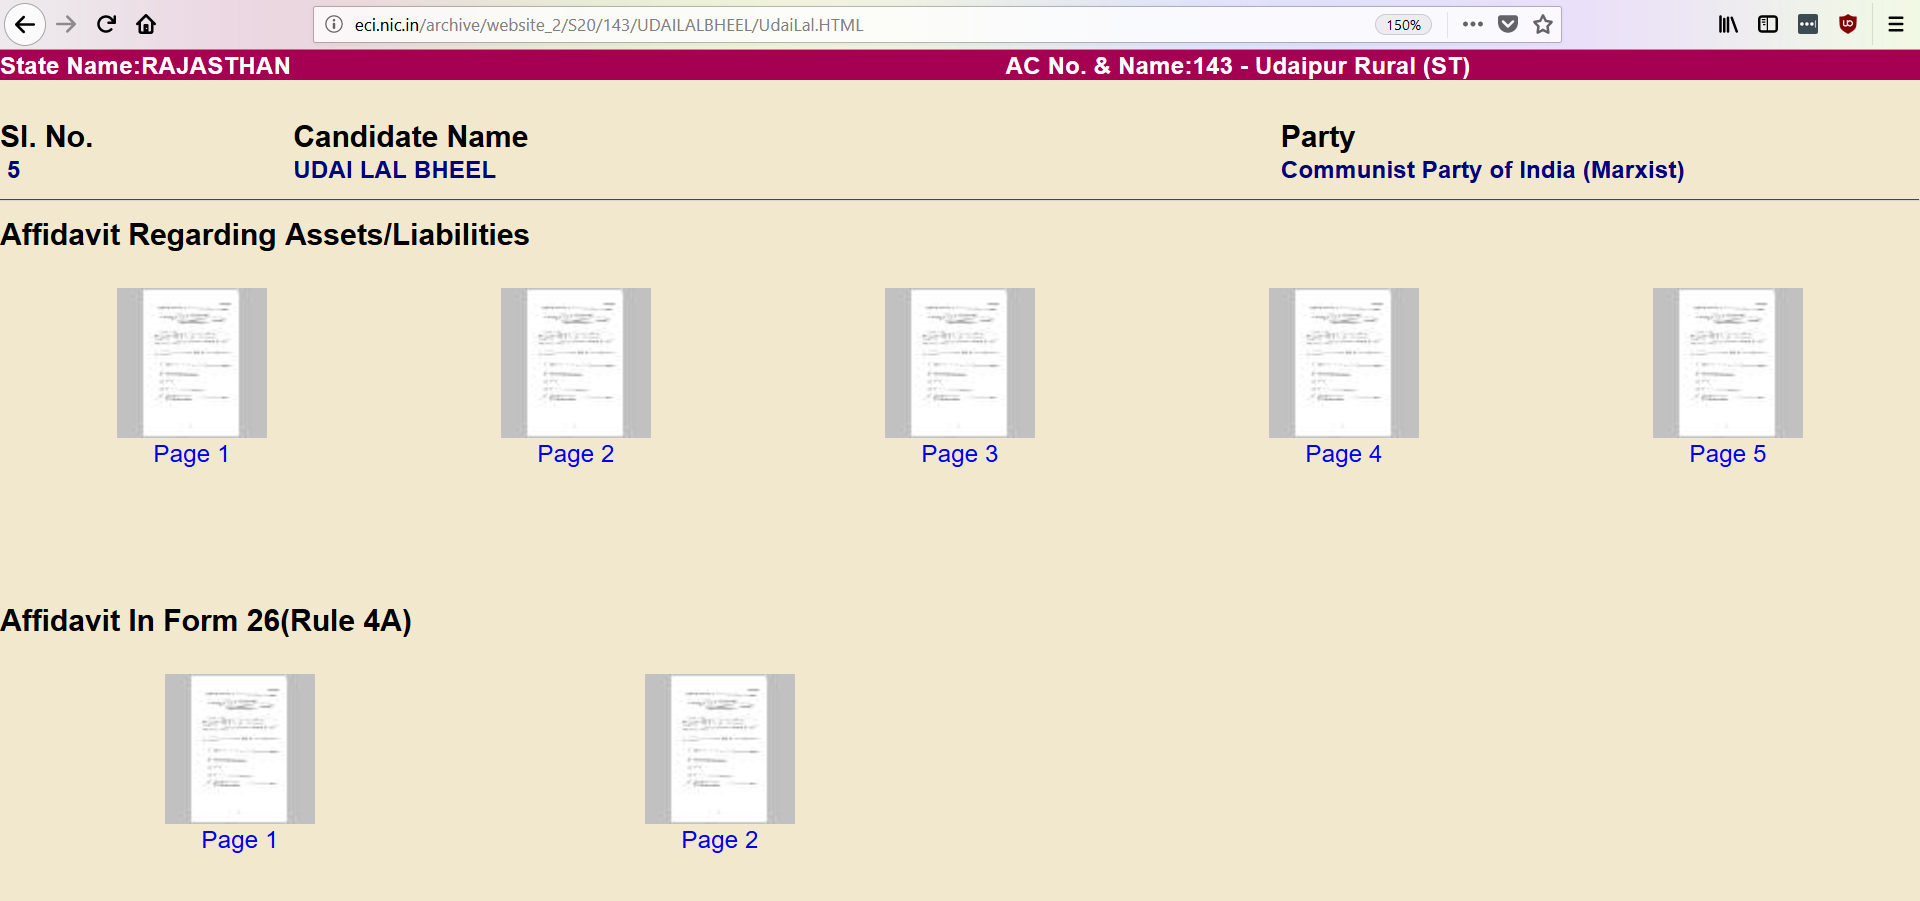 eci.nic.in/archive/website_2/S20/143/UDAILALBHEEL/UdaiLal.HTML 150%
State Name:RAJASTHAN AC No. & Name:143 - Udaipur Rural (ST)
Sl. No. Candidate Name Party
5 UDAI LAL BHEEL Communist Party of India (Marxist)
Affidavit Regarding Assets/Liabilities
Page 1 Page 2 Page 3 Page 4 Page 5
Affidavit In Form 26(Rule 4A)
Page 1 Page 2